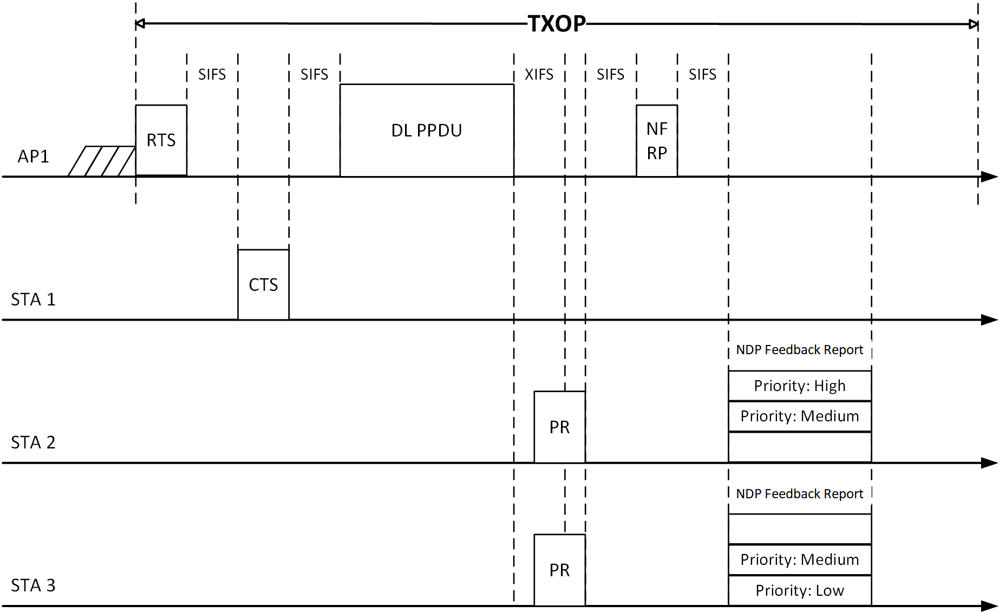 TXOP
SIFS
SIFS
XIFS
SIFS
SIFS
RTS
DL PPDU
NF
RP
AP1
CTS
STA 1
NDP Feedback Report
Priority: High
Priority: Medium
PR
STA 2
NDP Feedback Report
Priority: Medium
PR
Priority: Low
STA 3